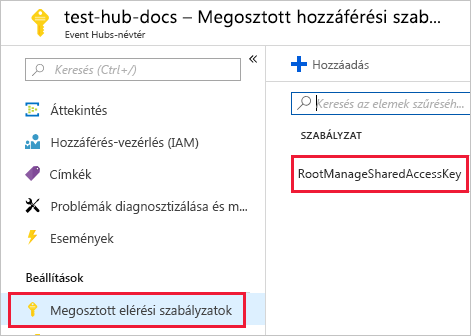 test-hub-docs – Megosztott hozzáférési szab...
Event Hubs-névtér
Keresés (Ctrl+/)
«
Áttekintés
Hozzáférés-vezérlés (IAM)
Címkék
Problémák diagnosztizálása és m...
Események
Beállítások
Megosztott elérési szabályzatok
Hozzáadás
Keresés az elemek szűréséh...
SZABÁLYZAT
RootManageSharedAccessKey